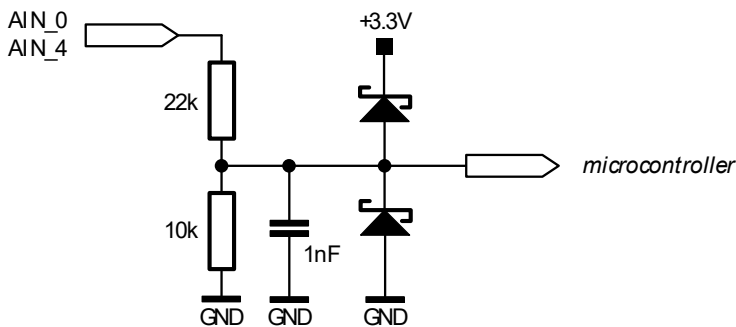 AIN_0
AIN_4
+3.3V
22k
microcontroller
10k
1nF
GND GND GND